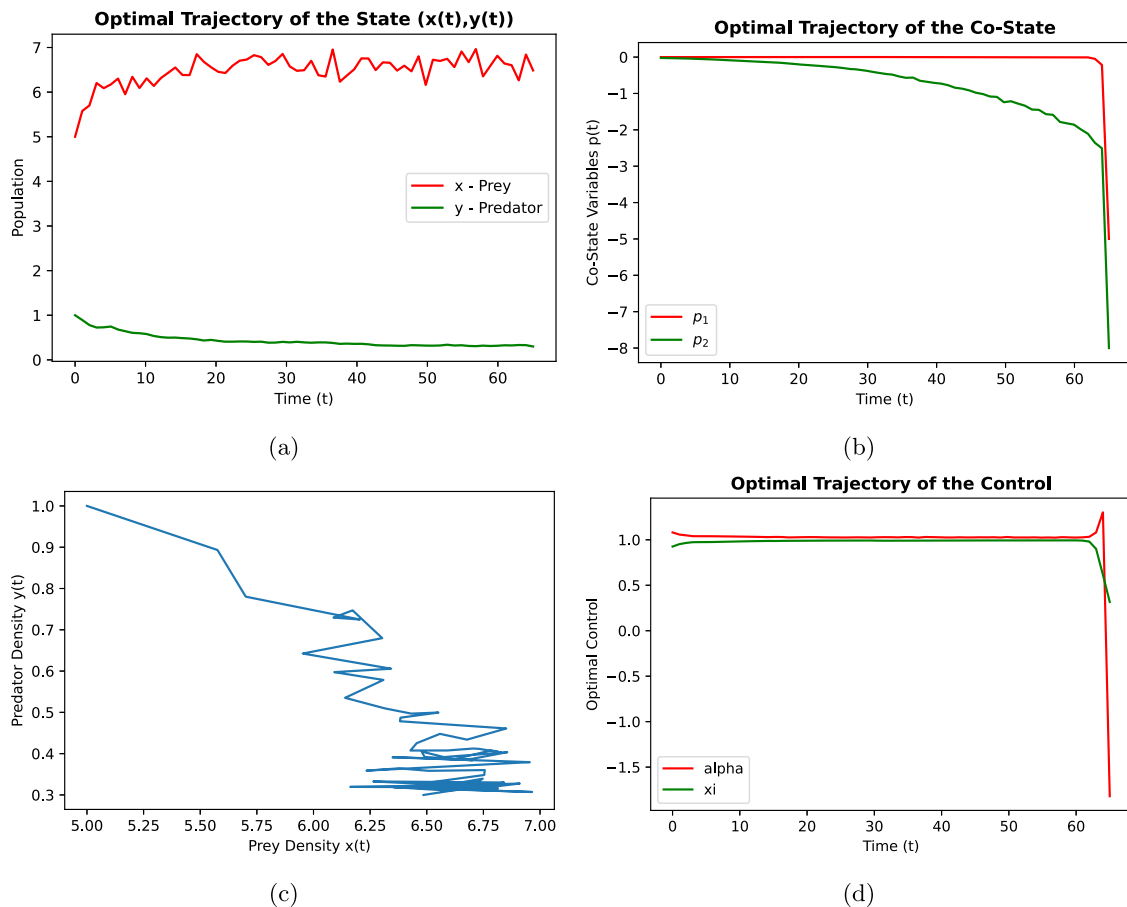 Optimal Trajectory of the State (x(t),y(t))
Population
7
6
5
4
3
2
1
0
x - Prey
y - Predator
0 10 20 30 40 50 60
Time (t)
(a)
Optimal Trajectory of the Co-State
Co-State Variables p(t)
0
−1
−2
−3
−4
−5
−6
−7
−8
p1
p2
0 10 20 30 40 50 60
Time (t)
(b)
Predator Density y(t)
1.0
0.9
0.8
0.7
0.6
0.5
0.4
0.3
5.00 5.25 5.50 5.75 6.00 6.25 6.50 6.75 7.00
Prey Density x(t)
(c)
Optimal Trajectory of the Control
Optimal Control
1.0
0.5
0.0
−0.5
−1.0
−1.5
alpha
xi
0 10 20 30 40 50 60
Time (t)
(d)